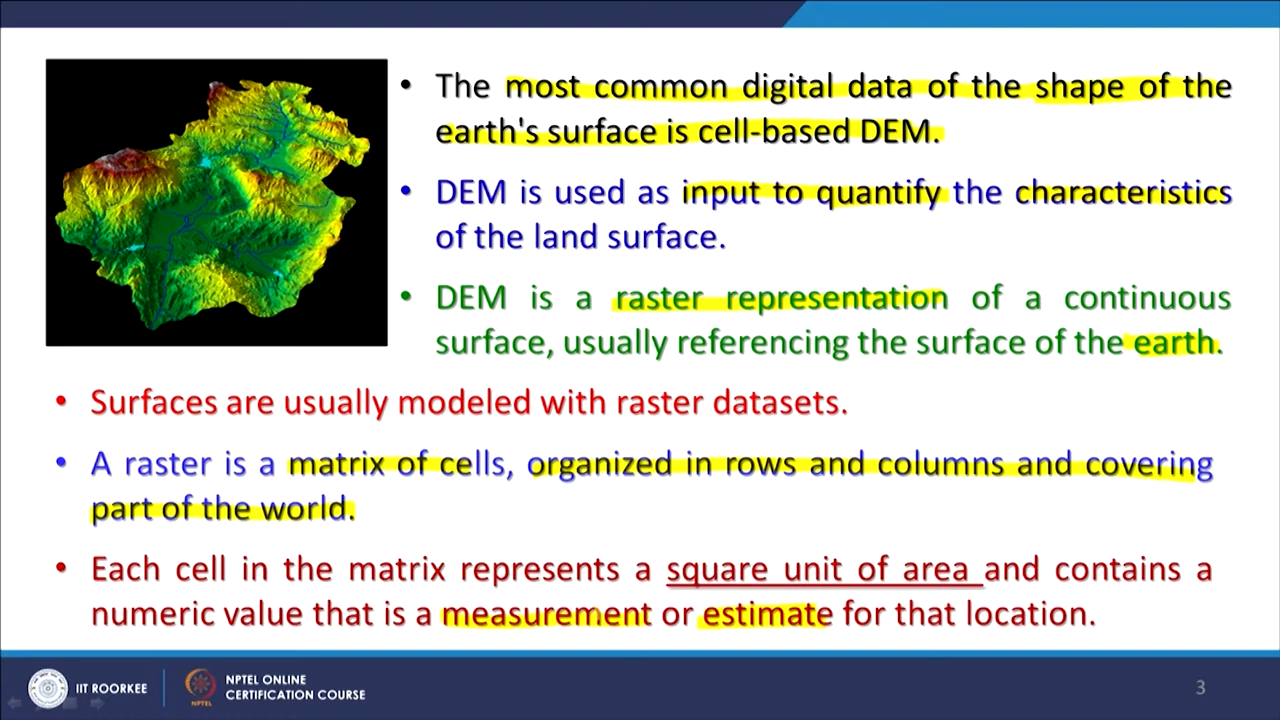 • The most common digital data of the shape of the
earth's surface is cell-based DEM.
• DEM is used as input to quantify the characteristics
of the land surface.
• DEM is a raster representation of a continuous
surface, usually referencing the surface of the earth.
• Surfaces are usually modeled with raster datasets.
• A raster is a matrix of cells, organized in rows and columns and covering
part of the world.
• Each cell in the matrix represents a square unit of area and contains a
numeric value that is a measurement or estimate for that location.
IIT ROORKEE
NPTEL
NPTEL ONLINE
CERTIFICATION COURSE
3